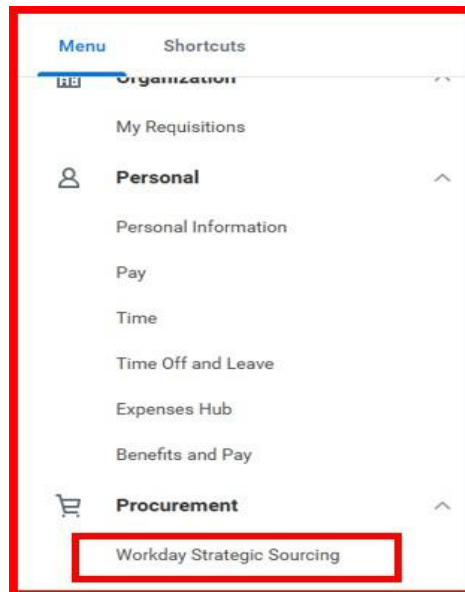 Menu Shortcuts
Organization
My Requisitions
Personal
Personal Information
Pay
Time
Time Off and Leave
Expenses Hub
Benefits and Pay
Procurement
Workday Strategic Sourcing